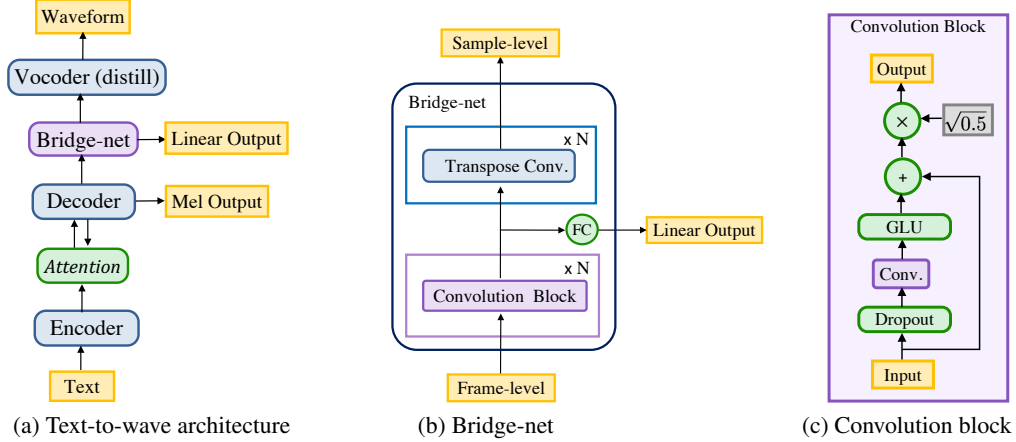 Waveform
Vocoder (distill)
Bridge-net
Linear Output
Decoder
Mel Output
Attention
Encoder
Text
(a) Text-to-wave architecture
Sample-level
Bridge-net
x N
Transpose Conv.
FC
Linear Output
x N
Convolution Block
Frame-level
(b) Bridge-net
Convolution Block
Output
×
√0.5
+
GLU
Conv.
Dropout
Input
(c) Convolution block